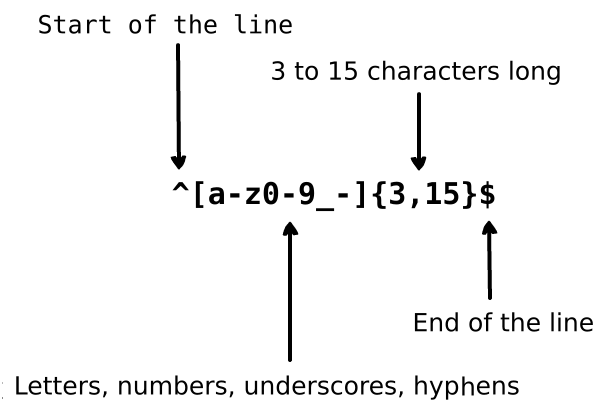 Start of the line
3 to 15 characters long
^[a-z0-9_-]{3,15}$
End of the line
Letters, numbers, underscores, hyphens